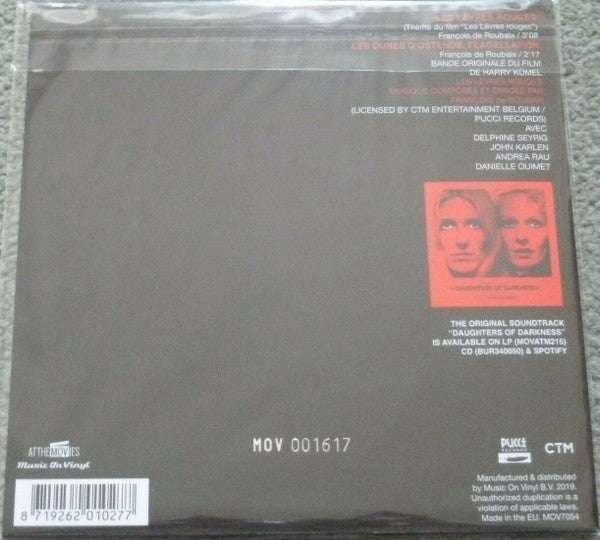 LES LÈVRES ROUGES
(Thème du film "Les Lèvres rouges")
François de Roubaix / 3'08
LES DUNES D'OSTENDE, FLAGELLATION
François de Roubaix / 2'17
BANDE ORIGINALE DU FILM
DE HARRY KÜMEL
LES LÈVRES ROUGES
MUSIQUE COMPOSÉE ET DIRIGÉE PAR
FRANÇOIS de ROUBAIX
(LICENSED BY CTM ENTERTAINMENT BELGIUM /
PUCCI RECORDS)
AVEC
DELPHINE SEYRIG
JOHN KARLEN
ANDREA RAU
DANIELLE OUIMET
DAUGHTERS OF DARKNESS
THE ORIGINAL SOUNDTRACK
"DAUGHTERS OF DARKNESS"
IS AVAILABLE ON LP (MOVATM215)
CD (BUR340050) & SPOTIFY
MOV 001617
ATTHEMOVIES
Music On Vinyl
PUCCI
RECORDS
CTM
8 719262 010277
Manufactured & distributed
by Music On Vinyl B.V. 2019.
Unauthorized duplication is a
violation of applicable laws.
Made in the EU. MOV7054